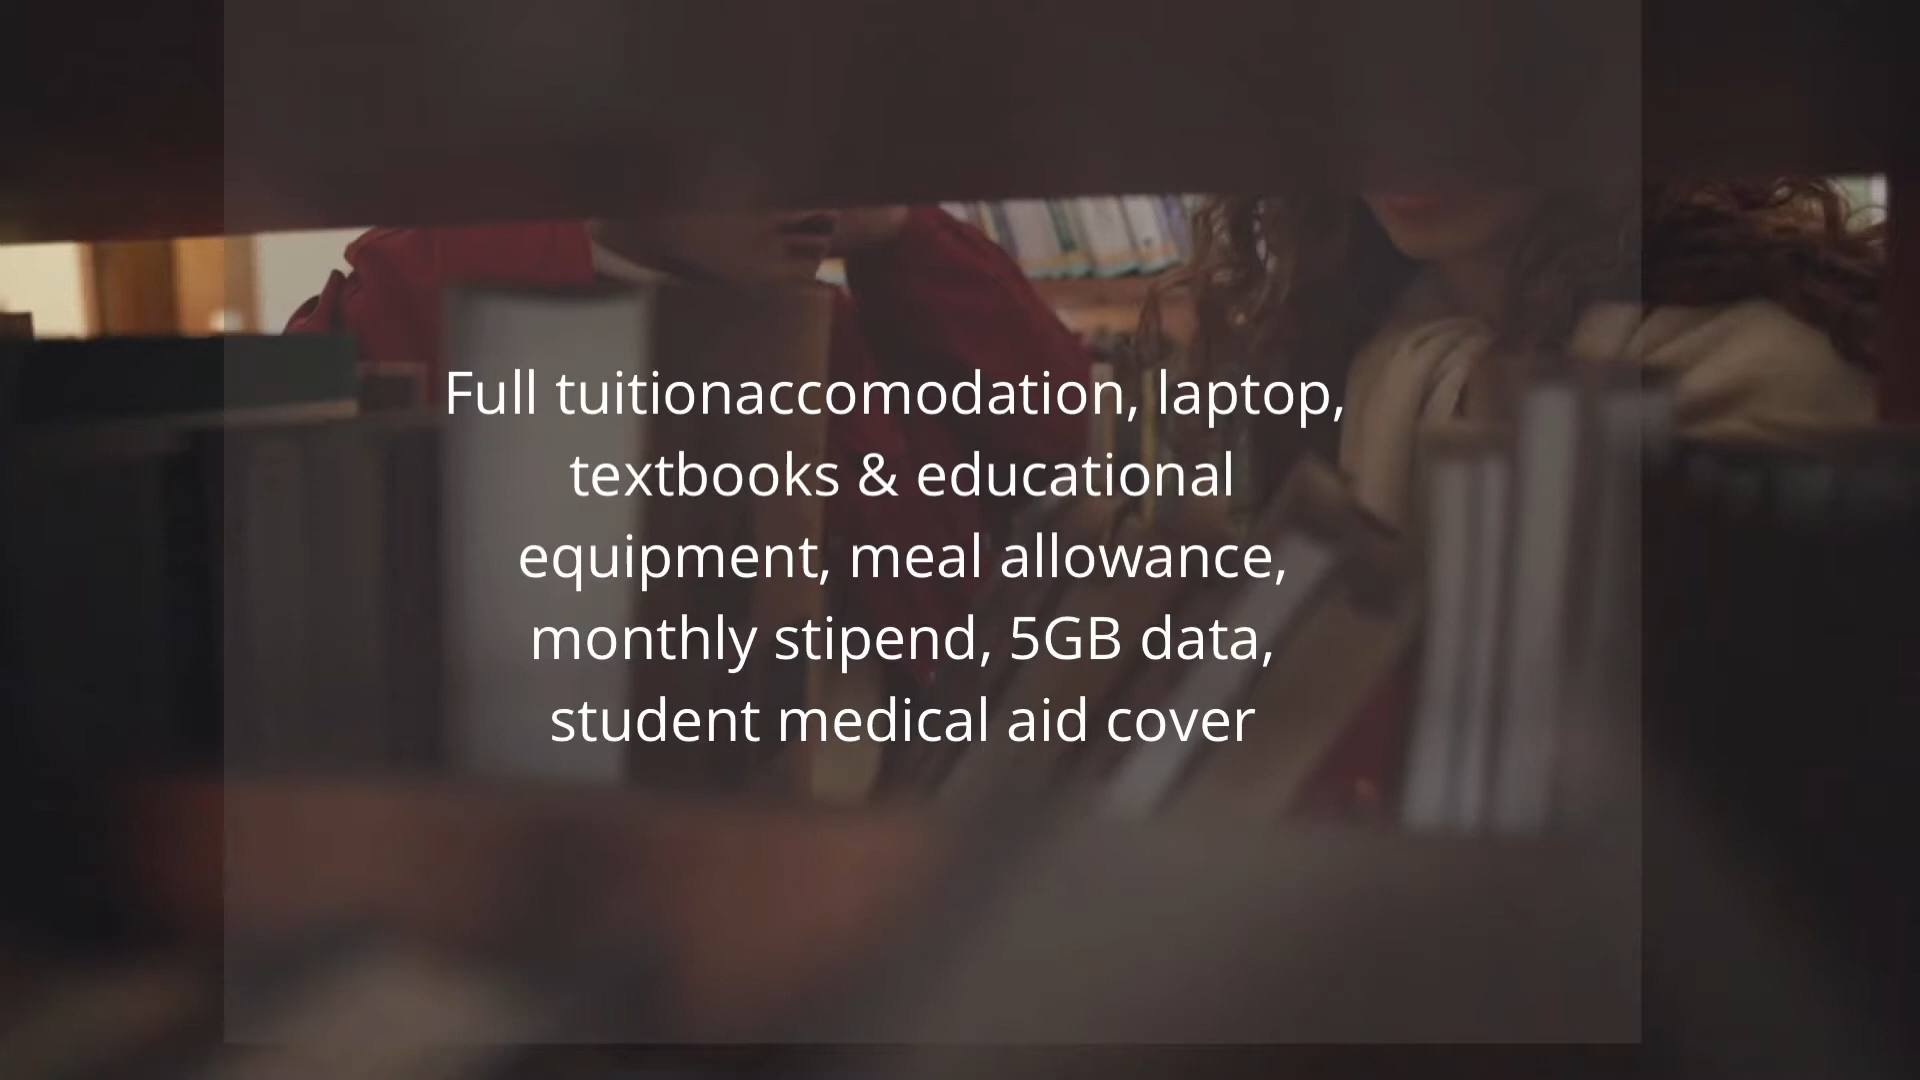 Full tuitionaccomodation, laptop,
textbooks & educational
equipment, meal allowance,
monthly stipend, 5GB data,
student medical aid cover